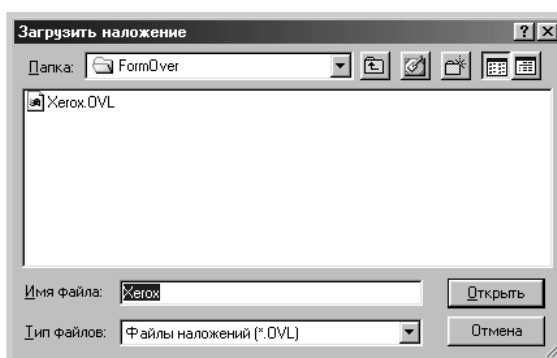 Загрузить наложение
Папка: FormOver
Xerox.OVL
Имя файла: Xerox Открыть
Тип файлов: Файлы наложений (*.OVL) Отмена